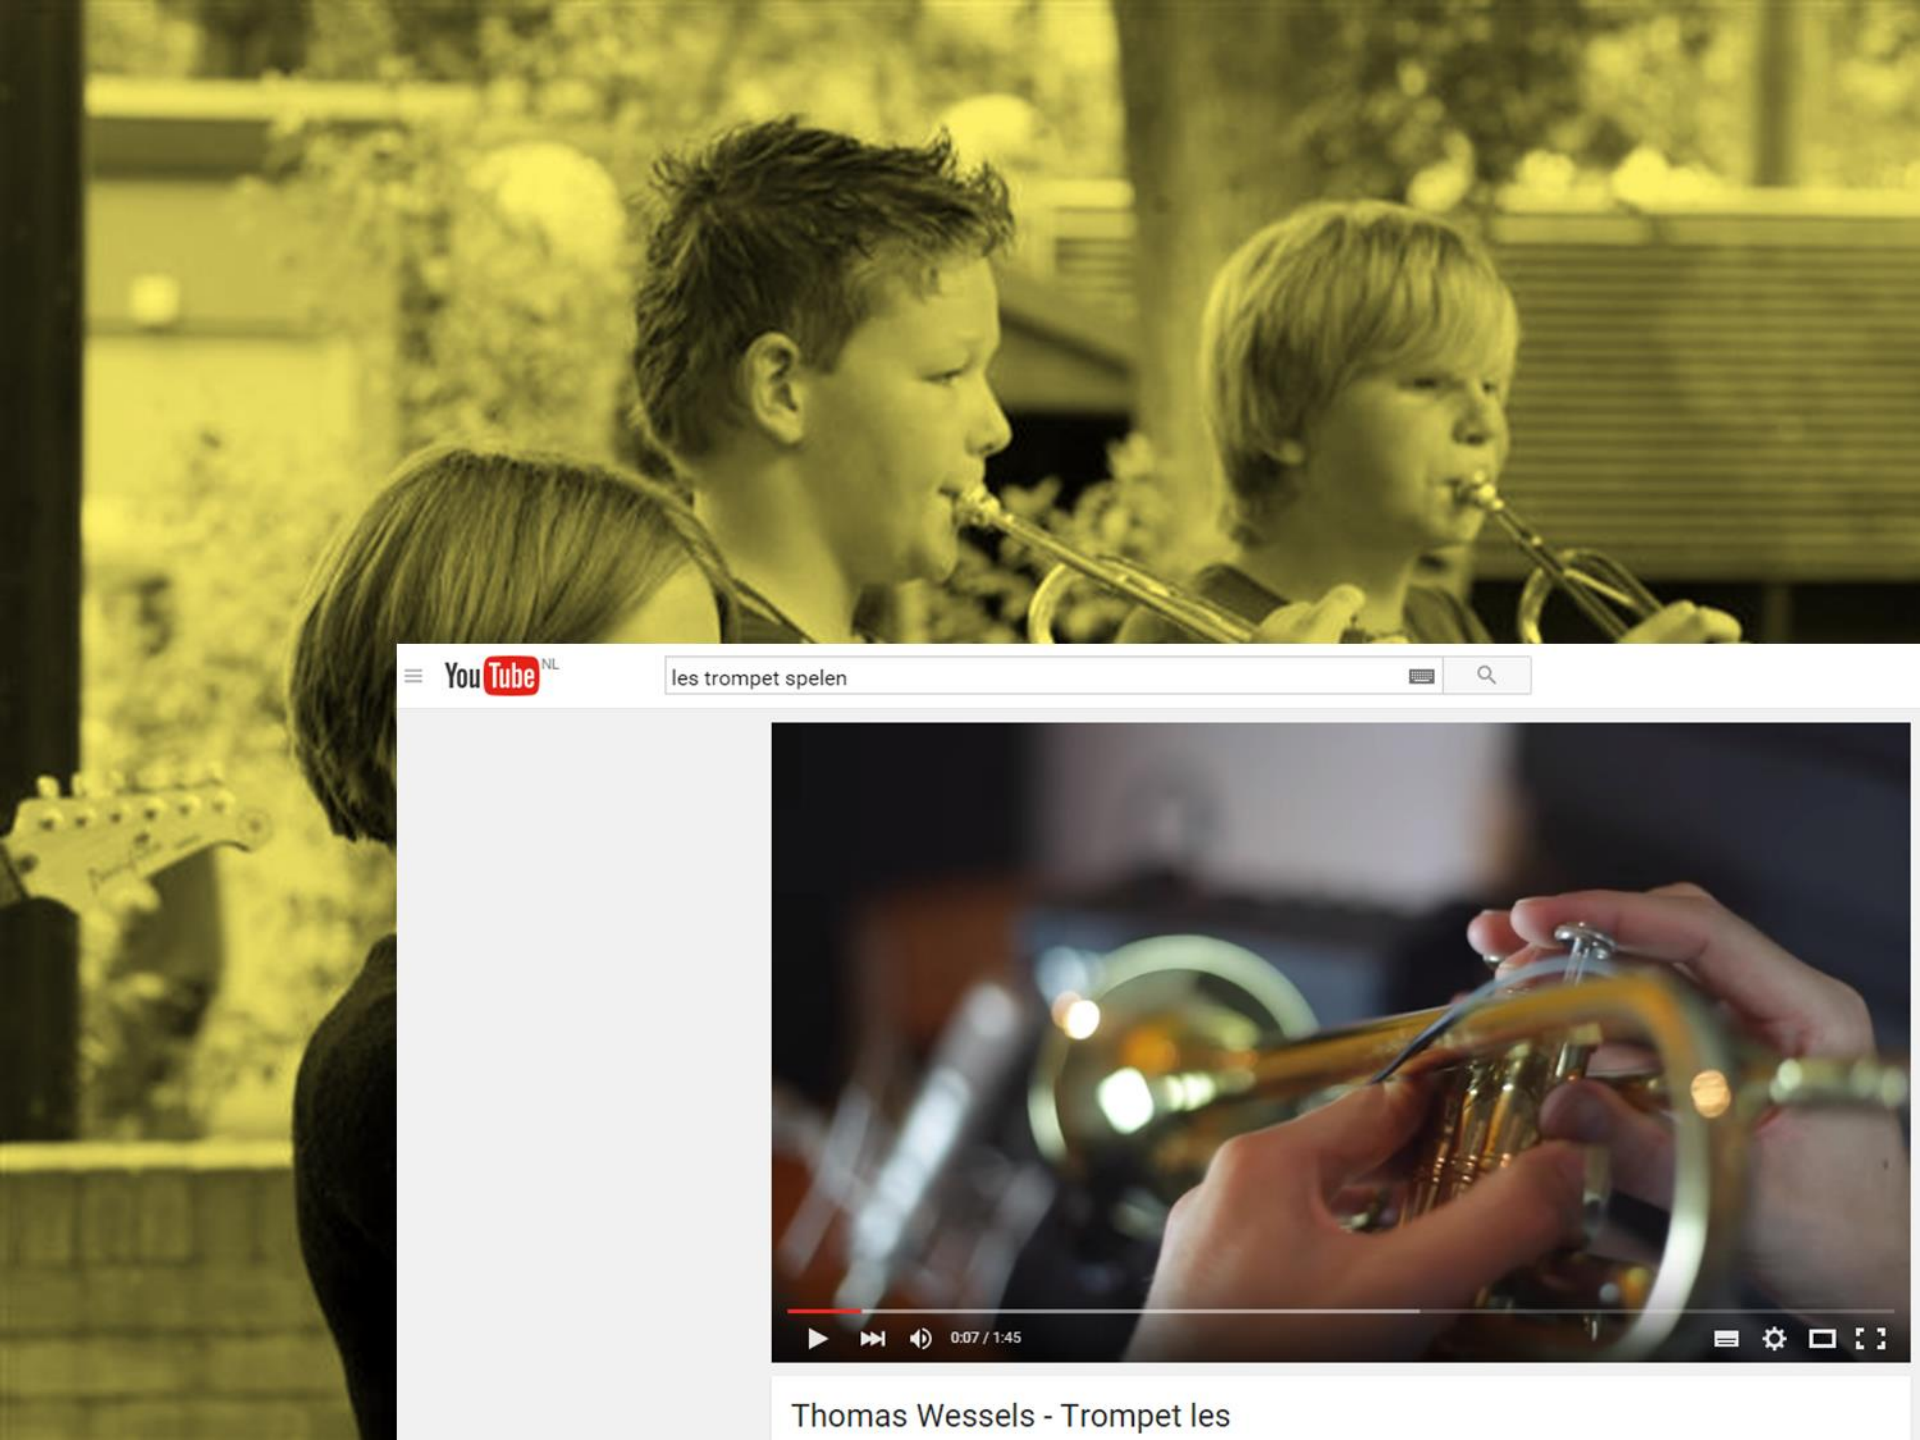 YouTube NL
les trompet spelen
0:07 / 1:45
Thomas Wessels - Trompet les